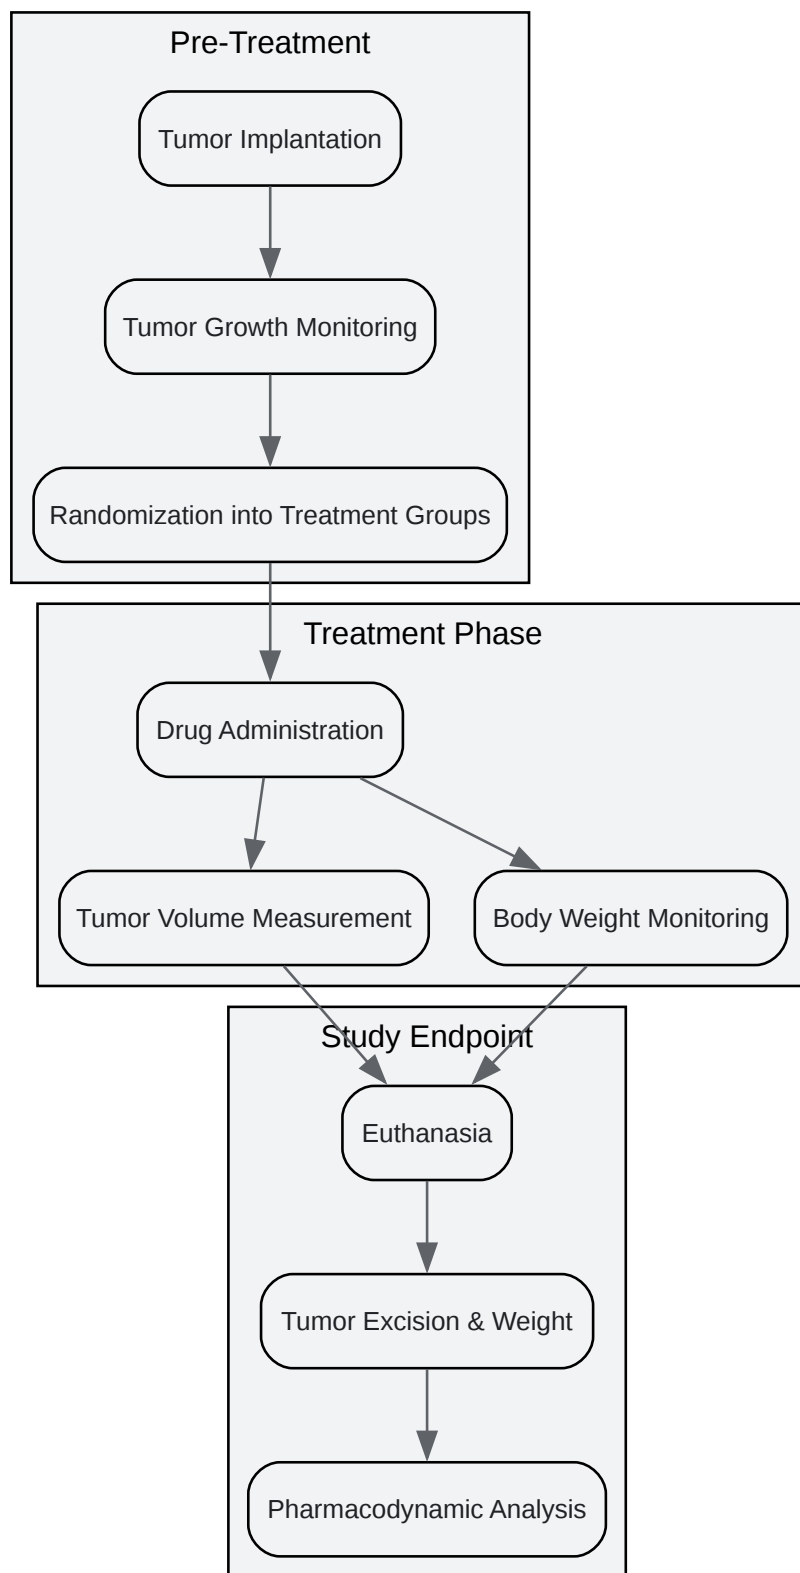 Pre-Treatment
Tumor Implantation
Tumor Growth Monitoring
Randomization into Treatment Groups
Treatment Phase
Drug Administration
Tumor Volume Measurement
Body Weight Monitoring
Study Endpoint
Euthanasia
Tumor Excision & Weight
Pharmacodynamic Analysis